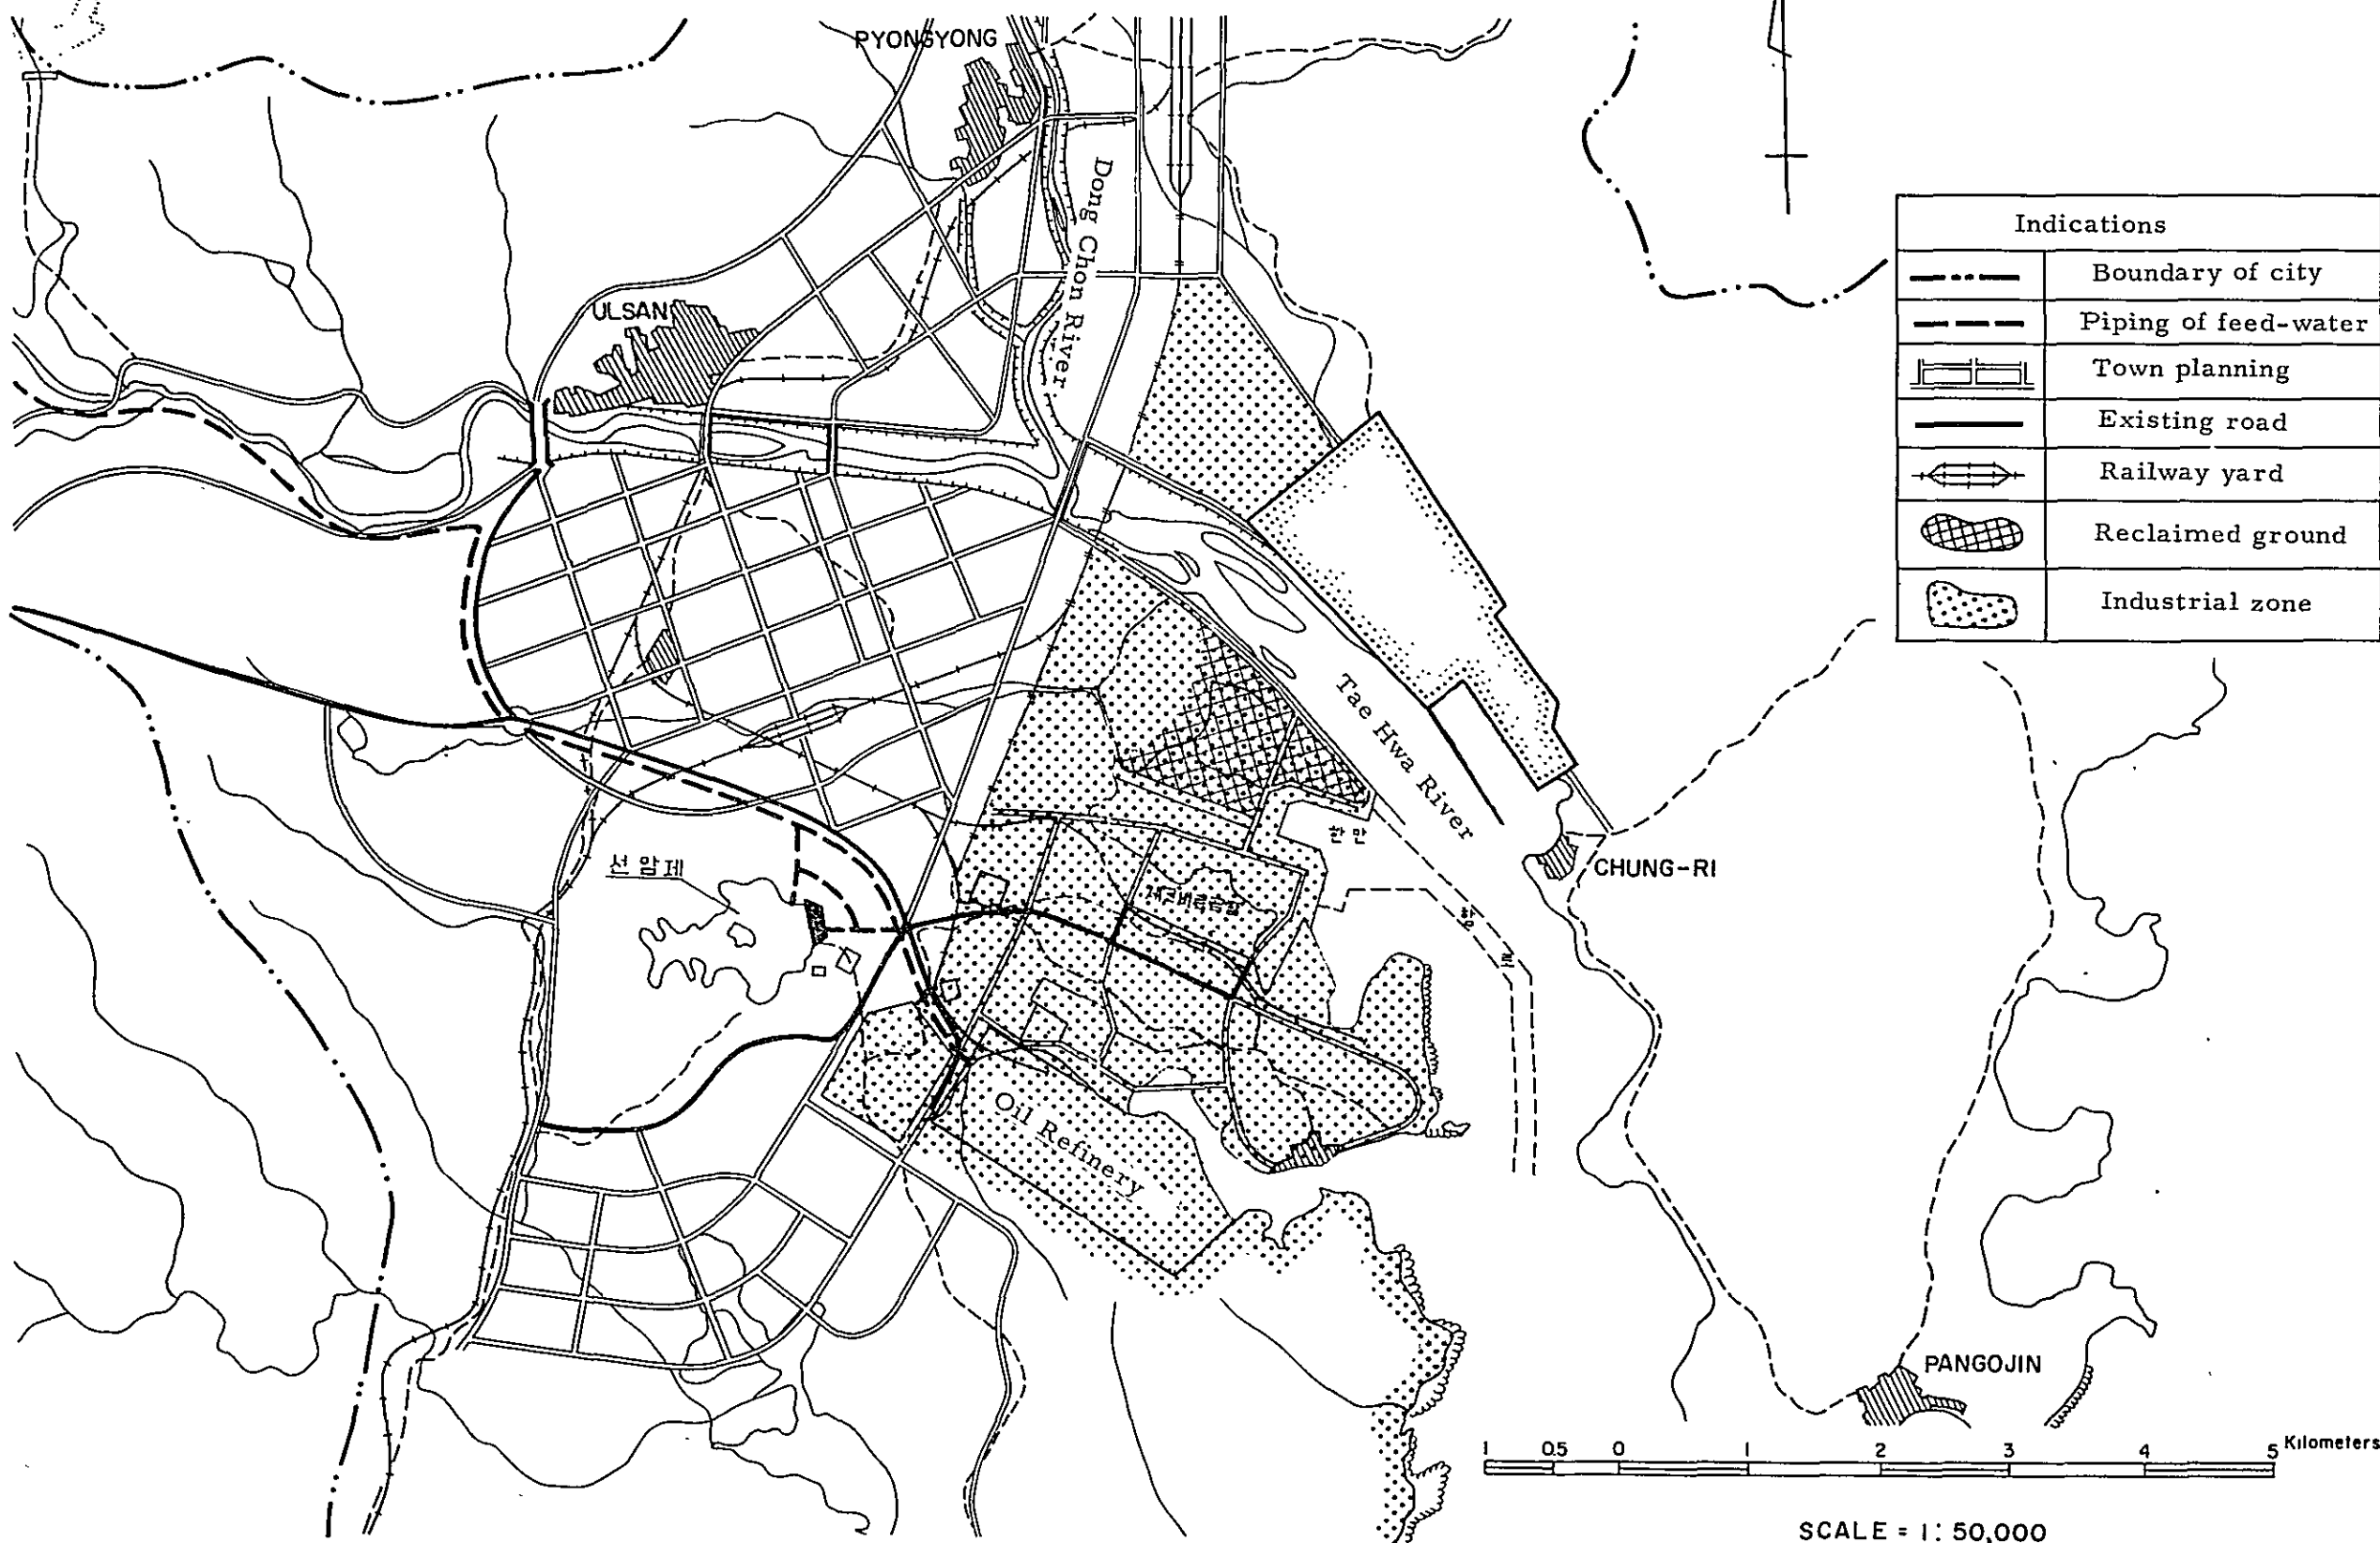 PYONGYONG
Dong Chon River
ULSAN
Indications
Boundary of city
Piping of feed-water
Town planning
Existing road
Railway yard
Reclaimed ground
Industrial zone
Tae Hwa River
한 만
CHUNG-RI
선암제
Oil Refinery
PANGOJIN
1 0.5 0 1 2 3 4 5 Kilometers
SCALE = 1:50,000